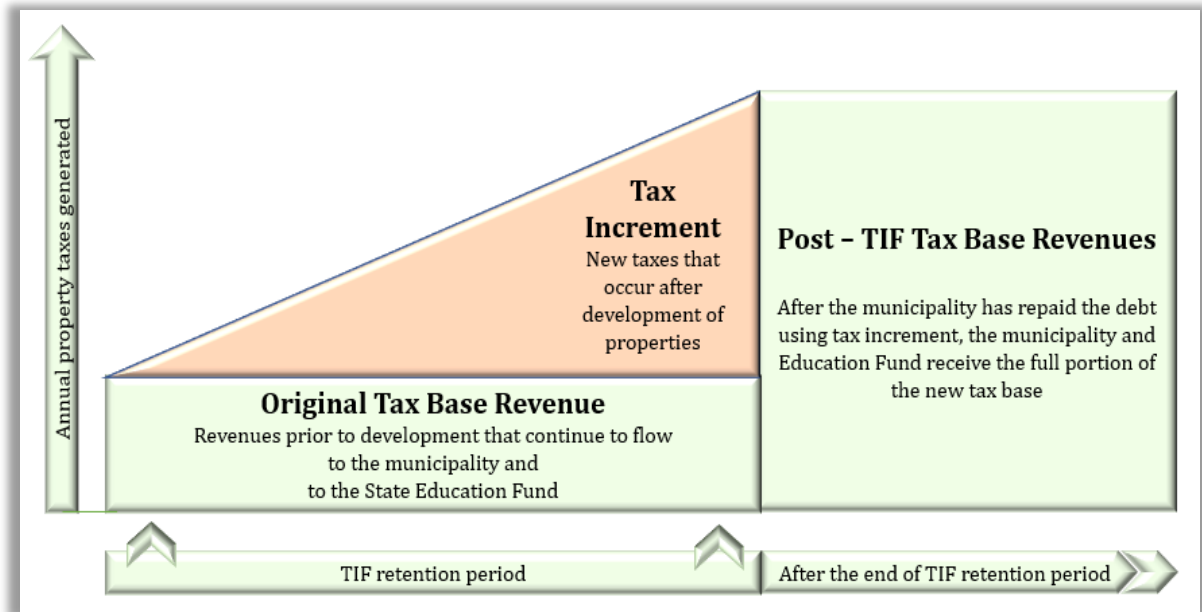 Annual property taxes generated
Tax
Increment
New taxes that
occur after
development of
properties
Original Tax Base Revenue
Revenues prior to development that continue to flow
to the municipality and
to the State Education Fund
Post – TIF Tax Base Revenues
After the municipality has repaid the debt
using tax increment, the municipality and
Education Fund receive the full portion of
the new tax base
TIF retention period
After the end of TIF retention period